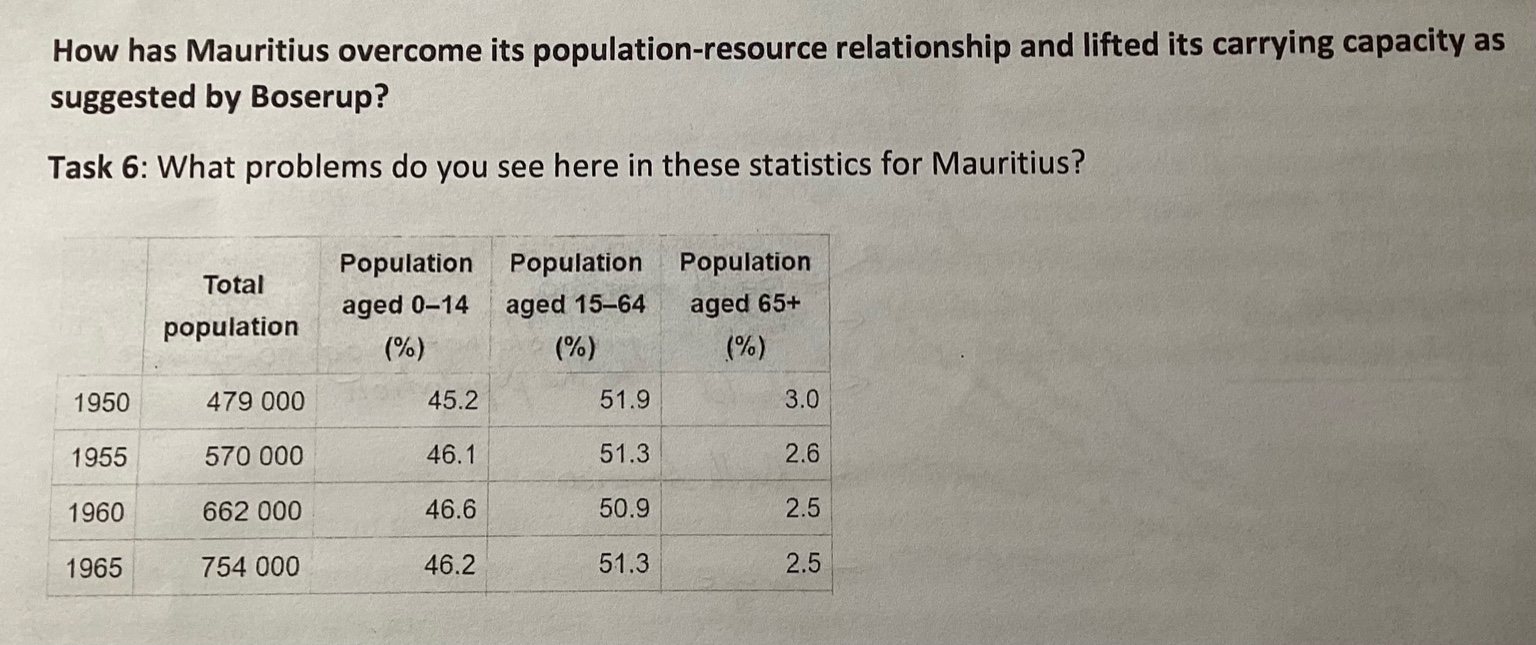 How has Mauritius overcome its population-resource relationship and lifted its carrying capacity as
suggested by Boserup?
Task 6: What problems do you see here in these statistics for Mauritius?
Total population Population aged 0–14 (%) Population aged 15–64 (%) Population aged 65+ (%)
1950 479 000 45.2 51.9 3.0
1955 570 000 46.1 51.3 2.6
1960 662 000 46.6 50.9 2.5
1965 754 000 46.2 51.3 2.5